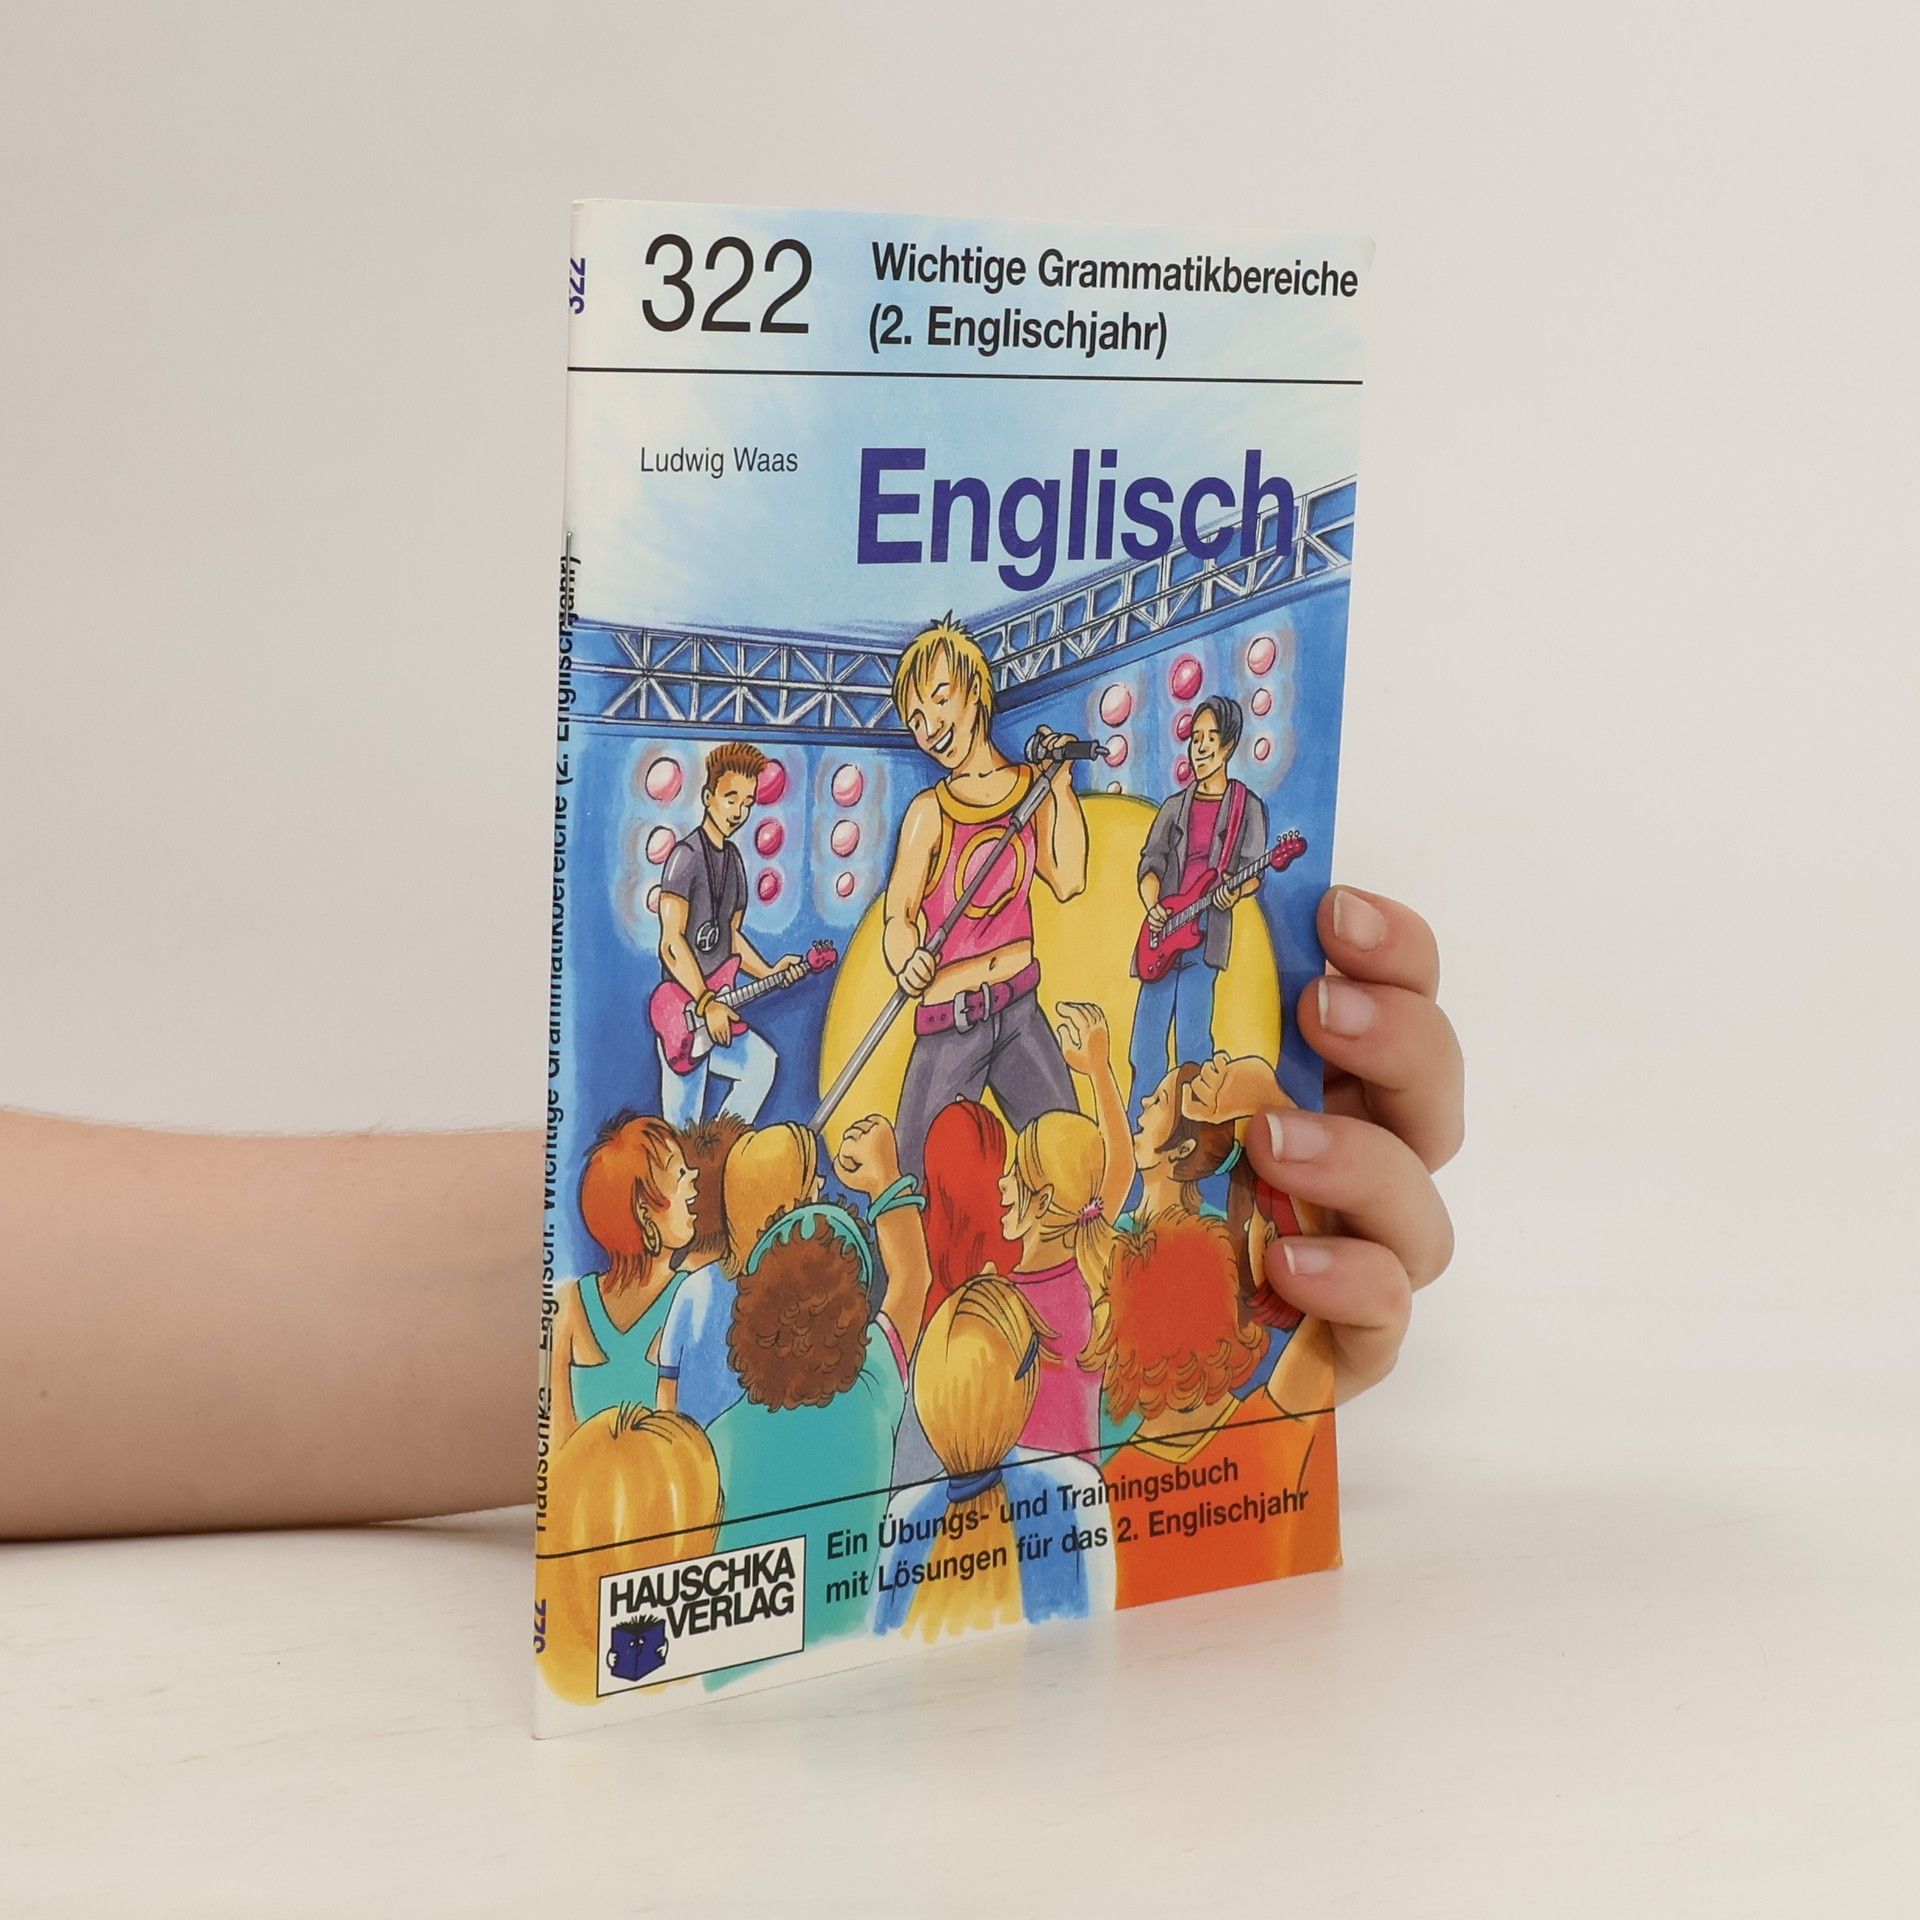 322
Wichtige Grammatikbereiche
(2. Englischjahr)
Ludwig Waas
Englisch
Ein Übungs- und Trainingsbuch
mit Lösungen für das 2. Englischjahr
HAUSCHKA
VERLAG
322
Hauschka Englisch: Wichtige Grammatikbereiche (2. Englischjahr)
322